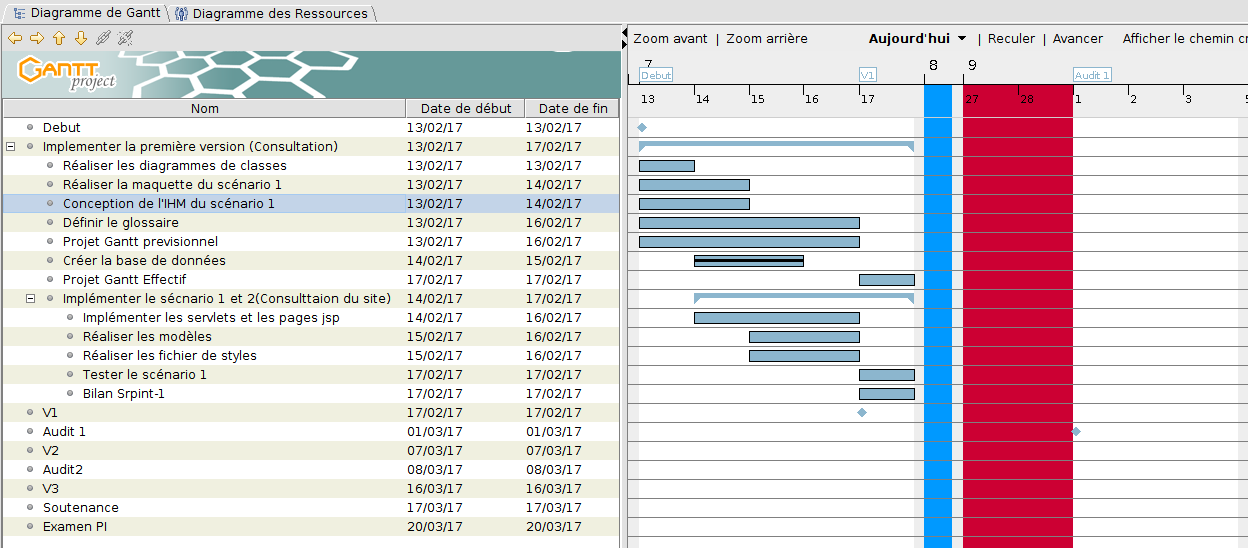 Diagramme de Gantt Diagramme des Ressources
Zoom avant | Zoom arrière Aujourd'hui | Reculer | Avancer Afficher le chemin cr
GANTT
project
7 8 9
Debut V1 Audit 1
13 14 15 16 17 27 28 1 2 3 5
Nom Date de début Date de fin
Debut 13/02/17 13/02/17
Implementer la première version (Consultation) 13/02/17 17/02/17
Réaliser les diagrammes de classes 13/02/17 13/02/17
Réaliser la maquette du scénario 1 13/02/17 14/02/17
Conception de l'IHM du scénario 1 13/02/17 14/02/17
Définir le glossaire 13/02/17 16/02/17
Projet Gantt previsionnel 13/02/17 16/02/17
Créer la base de données 14/02/17 15/02/17
Projet Gantt Effectif 17/02/17 17/02/17
Implémenter le sécnario 1 et 2(Consulttaion du site) 14/02/17 17/02/17
Implémenter les servlets et les pages jsp 14/02/17 16/02/17
Réaliser les modèles 15/02/17 16/02/17
Réaliser les fichier de styles 15/02/17 16/02/17
Tester le scénario 1 17/02/17 17/02/17
Bilan Srpint-1 17/02/17 17/02/17
V1 17/02/17 17/02/17
Audit 1 01/03/17 01/03/17
V2 07/03/17 07/03/17
Audit2 08/03/17 08/03/17
V3 16/03/17 16/03/17
Soutenance 17/03/17 17/03/17
Examen PI 20/03/17 20/03/17